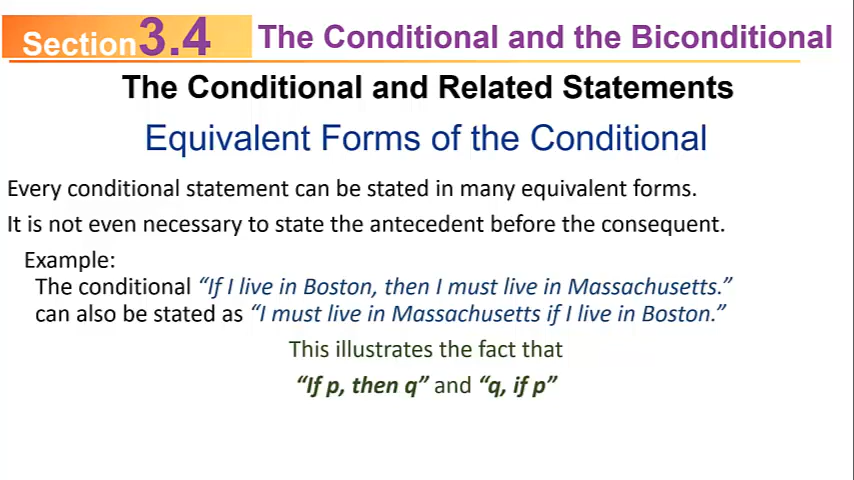 Section 3.4 The Conditional and the Biconditional
The Conditional and Related Statements
Equivalent Forms of the Conditional
Every conditional statement can be stated in many equivalent forms.
It is not even necessary to state the antecedent before the consequent.
Example:
The conditional “If I live in Boston, then I must live in Massachusetts.”
can also be stated as “I must live in Massachusetts if I live in Boston.”
This illustrates the fact that
“If p, then q” and “q, if p”